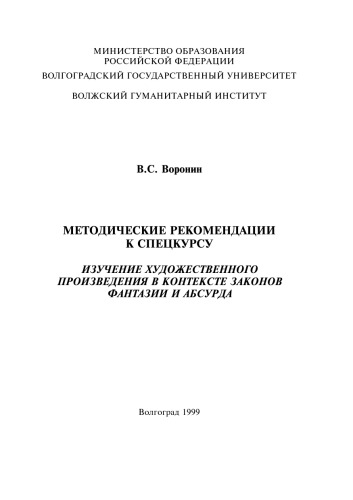 МИНИСТЕРСТВО ОБРАЗОВАНИЯ
РОССИЙСКОЙ ФЕДЕРАЦИИ
ВОЛГОГРАДСКИЙ ГОСУДАРСТВЕННЫЙ УНИВЕРСИТЕТ
ВОЛЖСКИЙ ГУМАНИТАРНЫЙ ИНСТИТУТ
В.С. Воронин
МЕТОДИЧЕСКИЕ РЕКОМЕНДАЦИИ
К СПЕЦКУРСУ
ИЗУЧЕНИЕ ХУДОЖЕСТВЕННОГО
ПРОИЗВЕДЕНИЯ В КОНТЕКСТЕ ЗАКОНОВ
ФАНТАЗИИ И АБСУРДА
Волгоград 1999